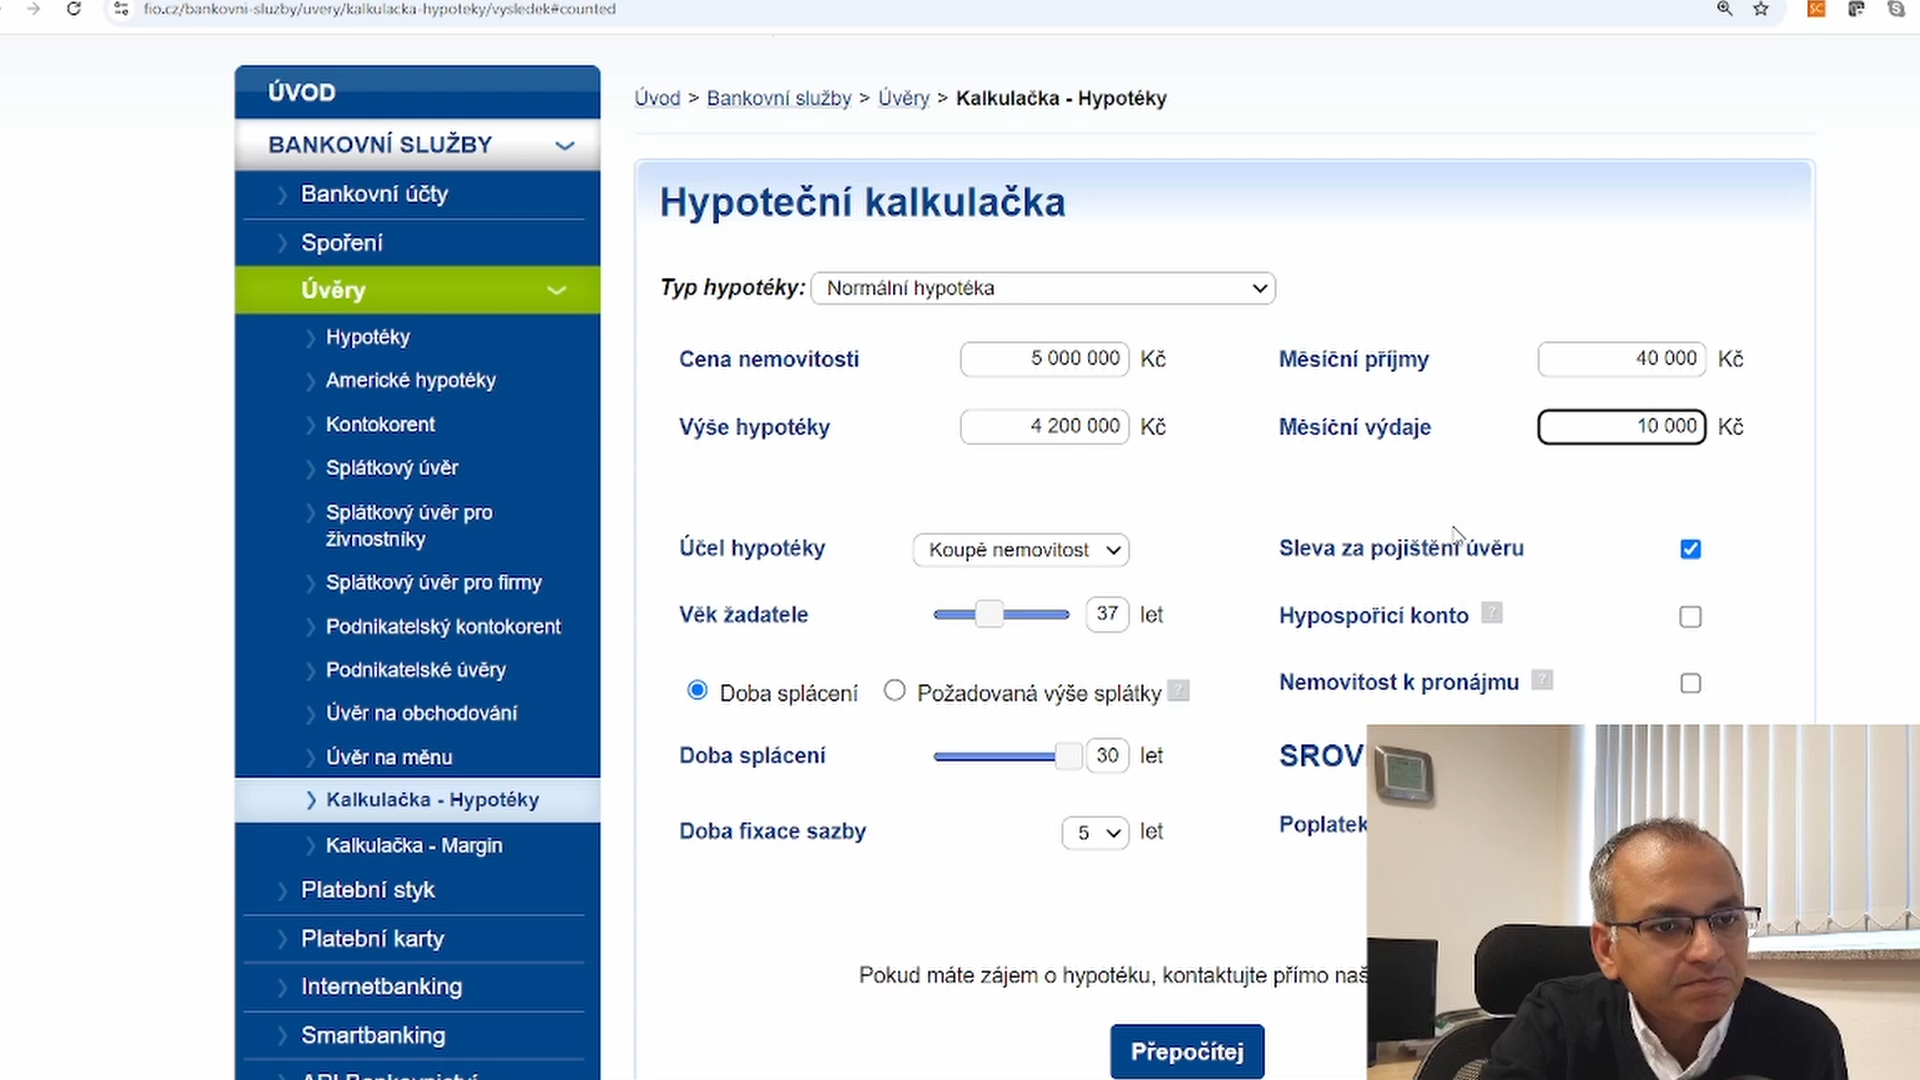 fio.cz/bankovni-sluzby/uvery/kalkulacka-hypoteky/vysledek#counted
ÚVOD
BANKOVNÍ SLUŽBY
Bankovní účty
Spoření
Úvěry
Hypotéky
Americké hypotéky
Kontokorent
Splátkový úvěr
Splátkový úvěr pro
živnostníky
Splátkový úvěr pro firmy
Podnikatelský kontokorent
Podnikatelské úvěry
Úvěr na obchodování
Úvěr na měnu
Kalkulačka - Hypotéky
Kalkulačka - Margin
Platební styk
Platební karty
Internetbanking
Smartbanking
API Bankovnictví
Úvod > Bankovní služby > Úvěry > Kalkulačka - Hypotéky
Hypoteční kalkulačka
Typ hypotéky: Normální hypotéka
Cena nemovitosti 5 000 000 Kč Měsíční příjmy 40 000 Kč
Výše hypotéky 4 200 000 Kč Měsíční výdaje 10 000 Kč
Účel hypotéky Koupě nemovitost Sleva za pojištění úvěru
Věk žadatele 37 let Hypospořicí konto ?
Doba splácení Požadovaná výše splátky ? Nemovitost k pronájmu ?
Doba splácení 30 let SROV
Doba fixace sazby 5 let Poplatek
Pokud máte zájem o hypotéku, kontaktujte přímo naš
Přepočítej